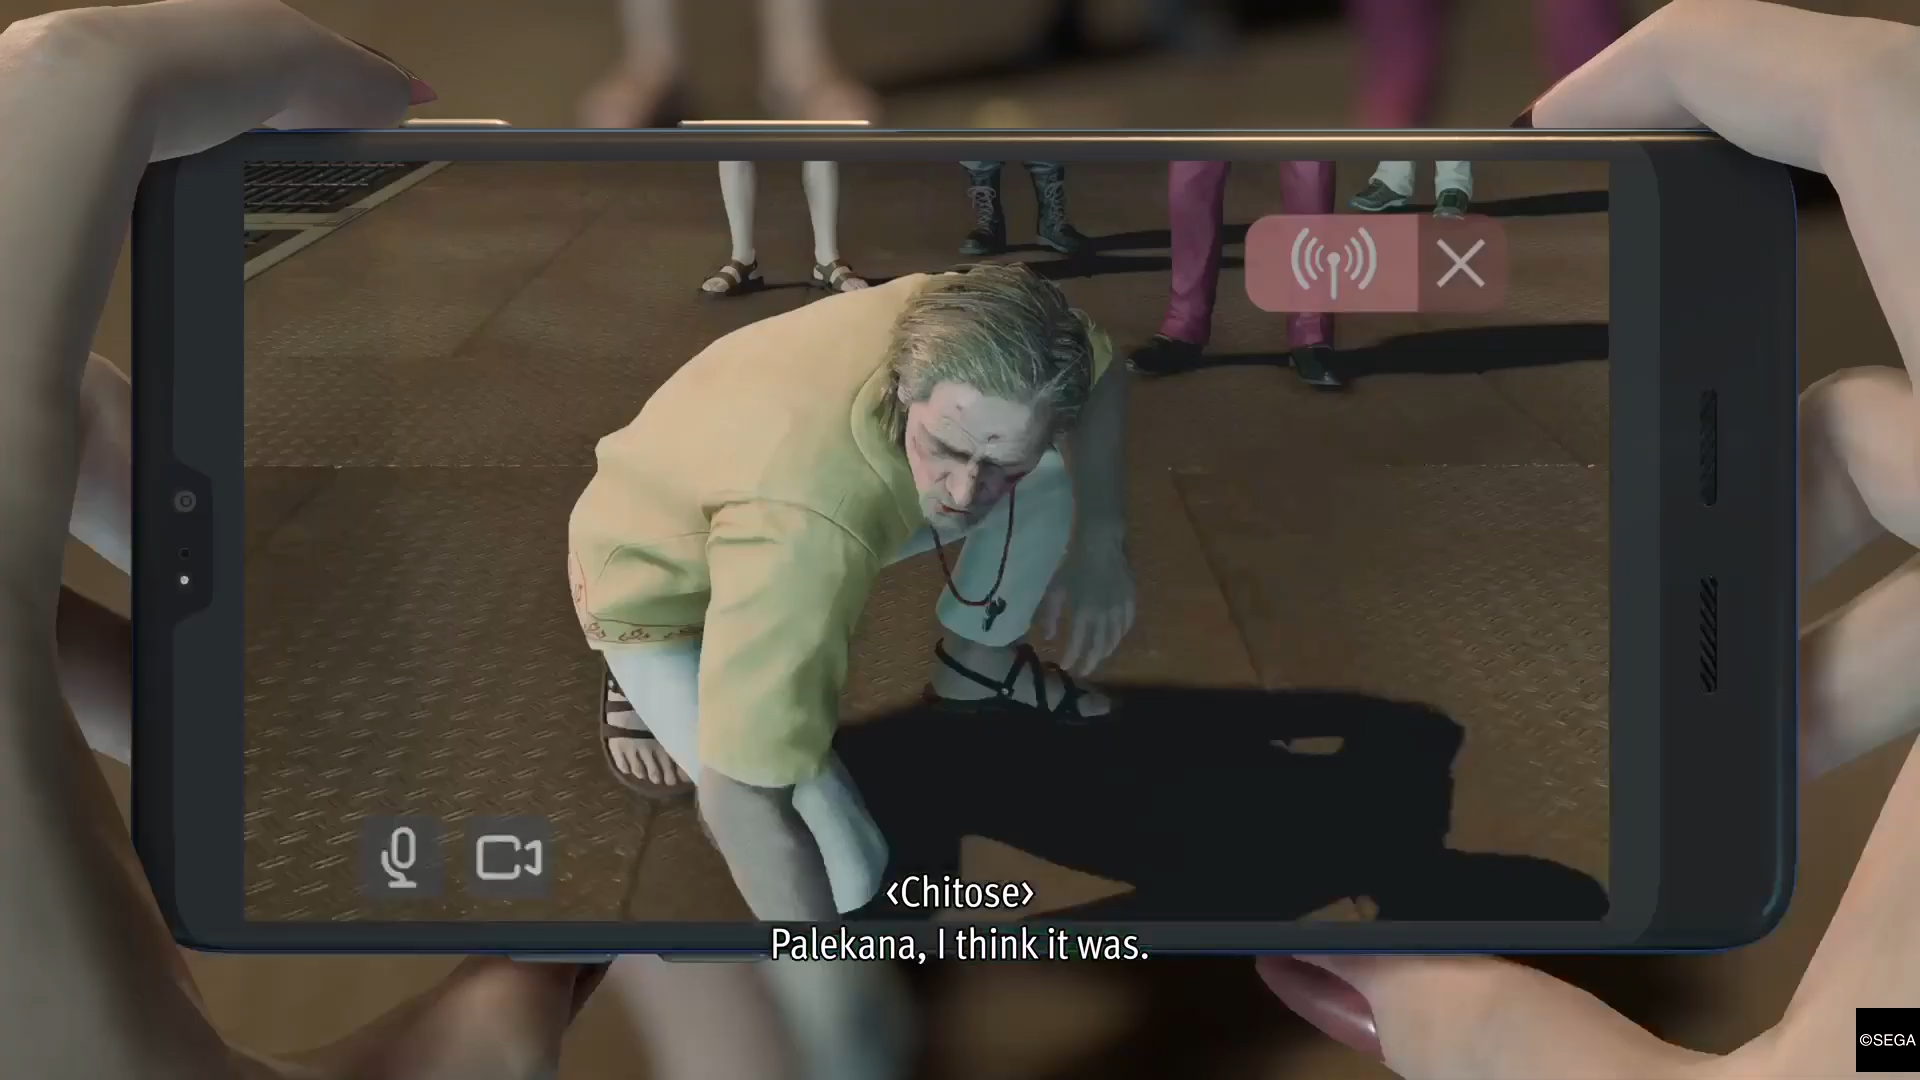 ‹Chitose›
Palekana, I think it was.
©SEGA